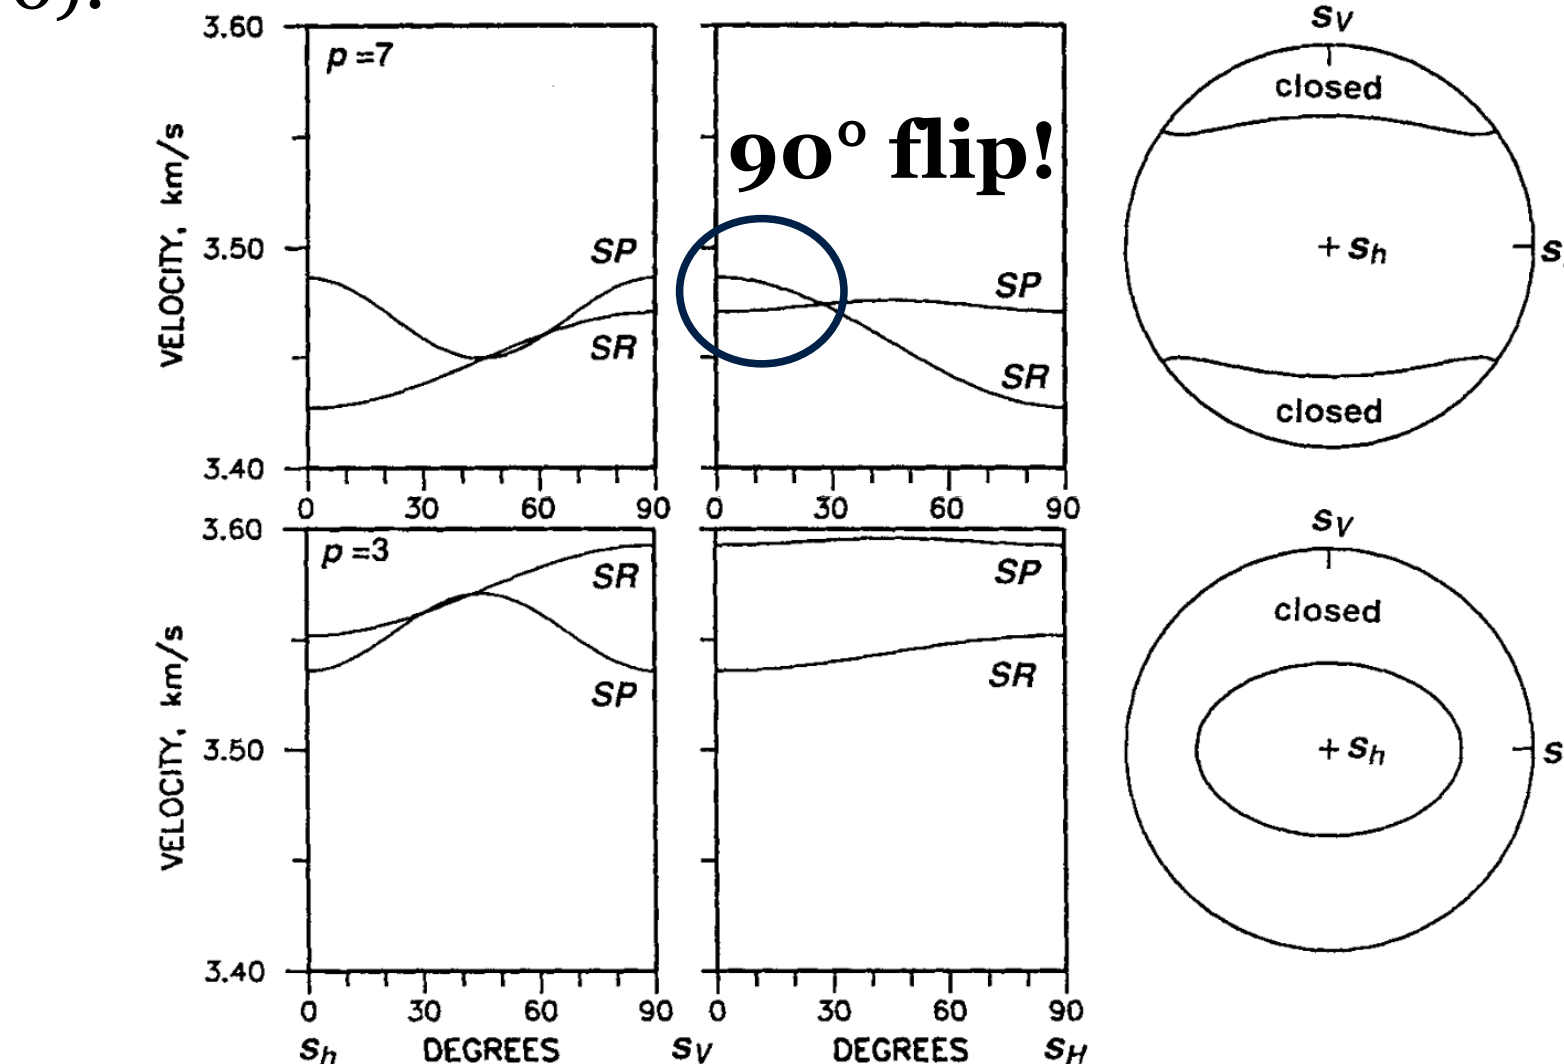 6).
3.60
p =7
3.50
3.40
VELOCITY, km/s
SP
SR
0 30 60 90
90° flip!
SP
SR
0 30 60 90
sV
closed
+ sh
s
closed
3.60
p =3
3.50
3.40
VELOCITY, km/s
SR
SP
0 30 60 90
SP
SR
0 30 60 90
sh DEGREES sV DEGREES sH
sV
closed
+ sh
s